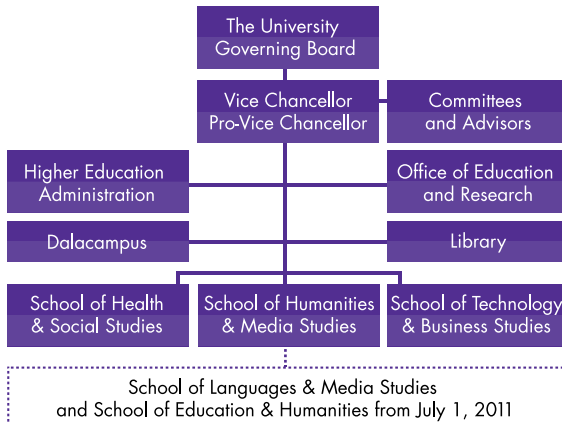 The University
Governing Board
Vice Chancellor
Pro-Vice Chancellor
Committees
and Advisors
Higher Education
Administration
Office of Education
and Research
Dalacampus
Library
School of Health
& Social Studies
School of Humanities
& Media Studies
School of Technology
& Business Studies
School of Languages & Media Studies
and School of Education & Humanities from July 1, 2011